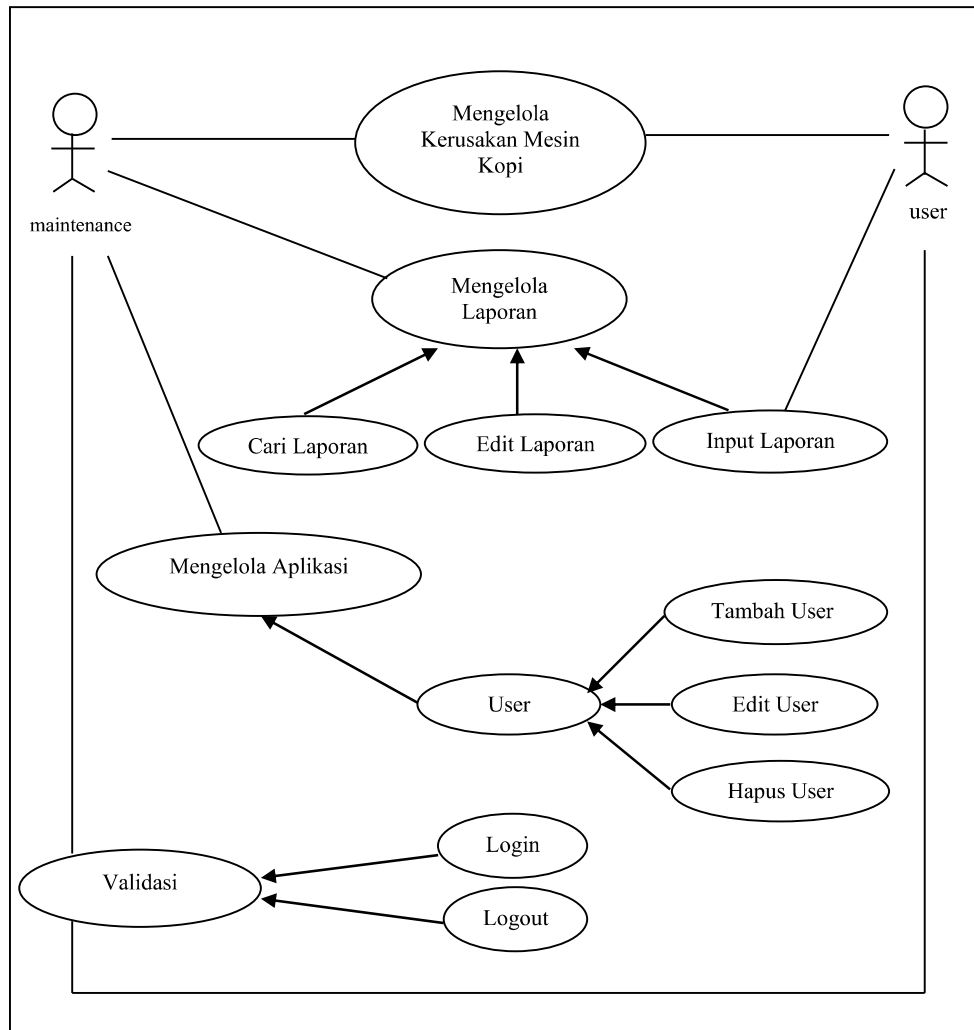 Mengelola
Kerusakan Mesin
Kopi
maintenance
user
Mengelola
Laporan
Cari Laporan
Edit Laporan
Input Laporan
Mengelola Aplikasi
Tambah User
User
Edit User
Hapus User
Login
Validasi
Logout